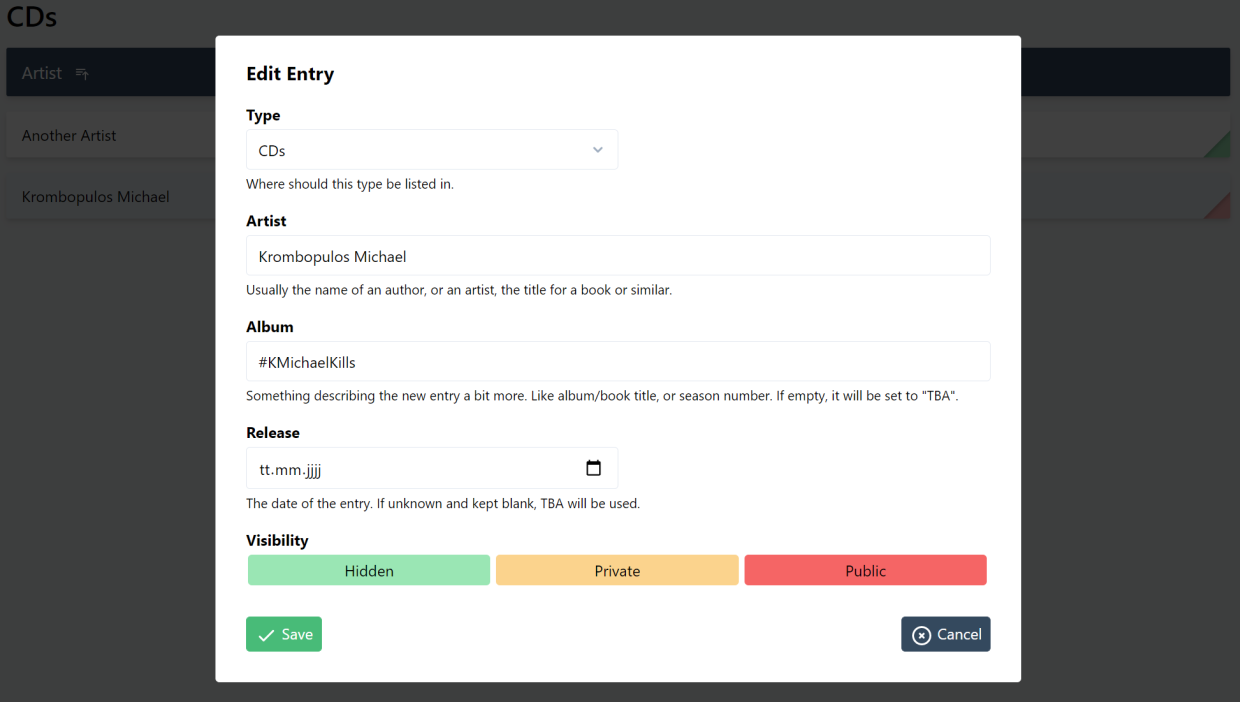 CDs
Artist
Another Artist
Krombopulos Michael
Edit Entry
Type
CDs
Where should this type be listed in.
Artist
Krombopulos Michael
Usually the name of an author, or an artist, the title for a book or similar.
Album
#KMichaelKills
Something describing the new entry a bit more. Like album/book title, or season number. If empty, it will be set to "TBA".
Release
tt.mm.jjjj
The date of the entry. If unknown and kept blank, TBA will be used.
Visibility
Hidden Private Public
Save Cancel